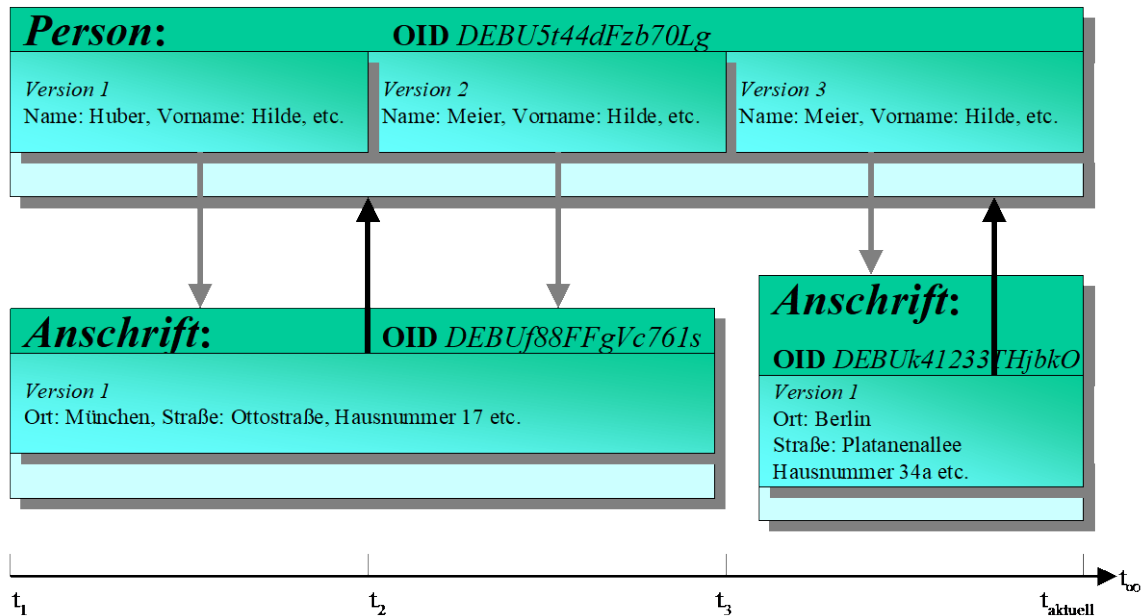 Person: OID DEBU5t44dFzb70Lg
Version 1
Name: Huber, Vorname: Hilde, etc.
Version 2
Name: Meier, Vorname: Hilde, etc.
Version 3
Name: Meier, Vorname: Hilde, etc.
Anschrift: OID DEBUf88FFgVc761s
Version 1
Ort: München, Straße: Ottostraße, Hausnummer 17 etc.
Anschrift:
OID DEBUk41233THjbkO
Version 1
Ort: Berlin
Straße: Platanenallee
Hausnummer 34a etc.
t1 t2 t3 taktuell t∞